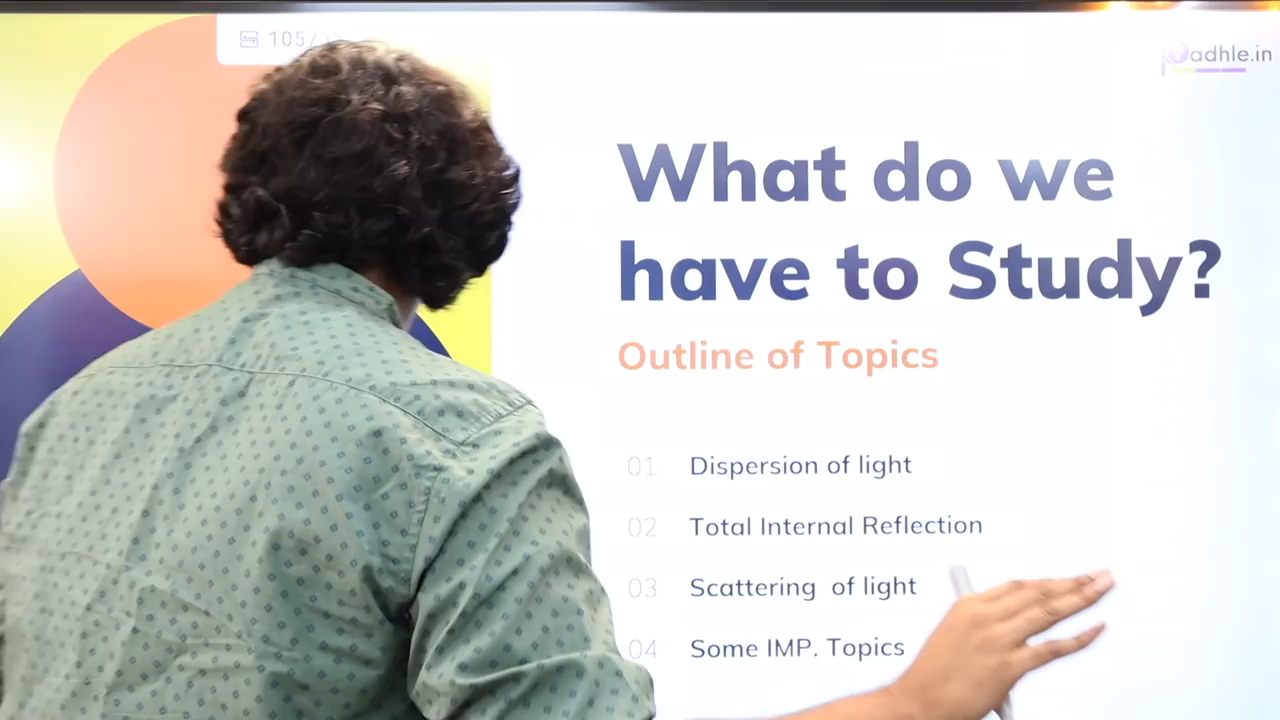 Padhle.in
What do we
have to Study?
Outline of Topics
01 Dispersion of light
02 Total Internal Reflection
03 Scattering of light
04 Some IMP. Topics